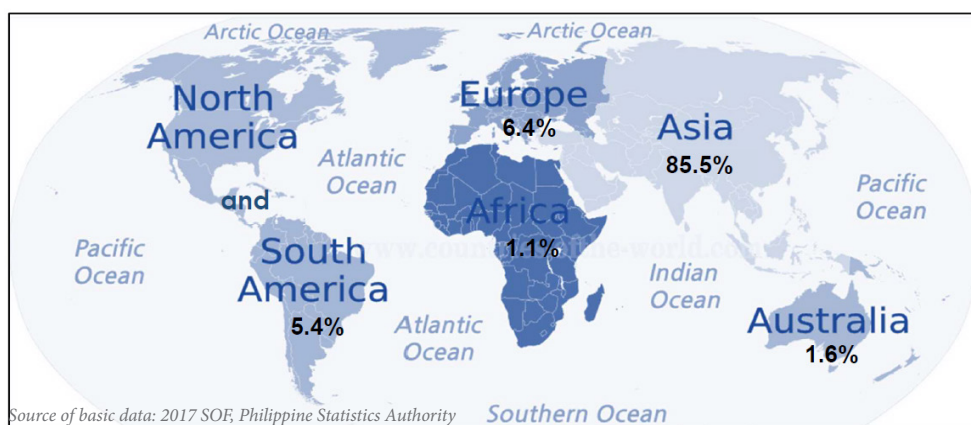 Arctic Ocean
Arctic Ocean
North
America
Europe
6.4%
Asia
85.5%
Atlantic
Ocean
Pacific
Ocean
and
Africa
1.1%
Pacific
Ocean
South
America
5.4%
Indian
Ocean
Atlantic
Ocean
Australia
1.6%
Source of basic data: 2017 SOF, Philippine Statistics Authority
Southern Ocean